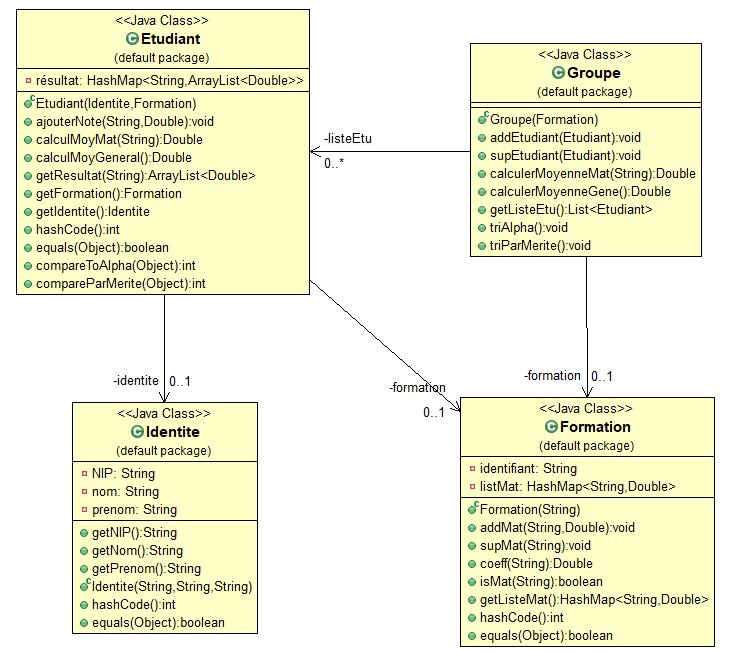 <<Java Class>>
Etudiant
(default package)
résultat: HashMap<String,ArrayList<Double>>
Etudiant(Identite,Formation)
ajouterNote(String,Double):void
calculMoyMat(String):Double
calculMoyGeneral():Double
getResultat(String):ArrayList<Double>
getFormation():Formation
getIdentite():Identite
hashCode():int
equals(Object):boolean
compareToAlpha(Object):int
compareParMerite(Object):int
<<Java Class>>
Groupe
(default package)
Groupe(Formation)
addEtudiant(Etudiant):void
supEtudiant(Etudiant):void
calculerMoyenneMat(String):Double
calculerMoyenneGene():Double
getListeEtu():List<Etudiant>
triAlpha():void
triParMerite():void
-listeEtu
0..*
-identite
0..1
-formation
0..1
-formation
0..1
<<Java Class>>
Identite
(default package)
NIP: String
nom: String
prenom: String
getNIP():String
getNom():String
getPrenom():String
Identite(String,String,String)
hashCode():int
equals(Object):boolean
<<Java Class>>
Formation
(default package)
identifiant: String
listMat: HashMap<String,Double>
Formation(String)
addMat(String,Double):void
supMat(String):void
coeff(String):Double
isMat(String):boolean
getListeMat():HashMap<String,Double>
hashCode():int
equals(Object):boolean